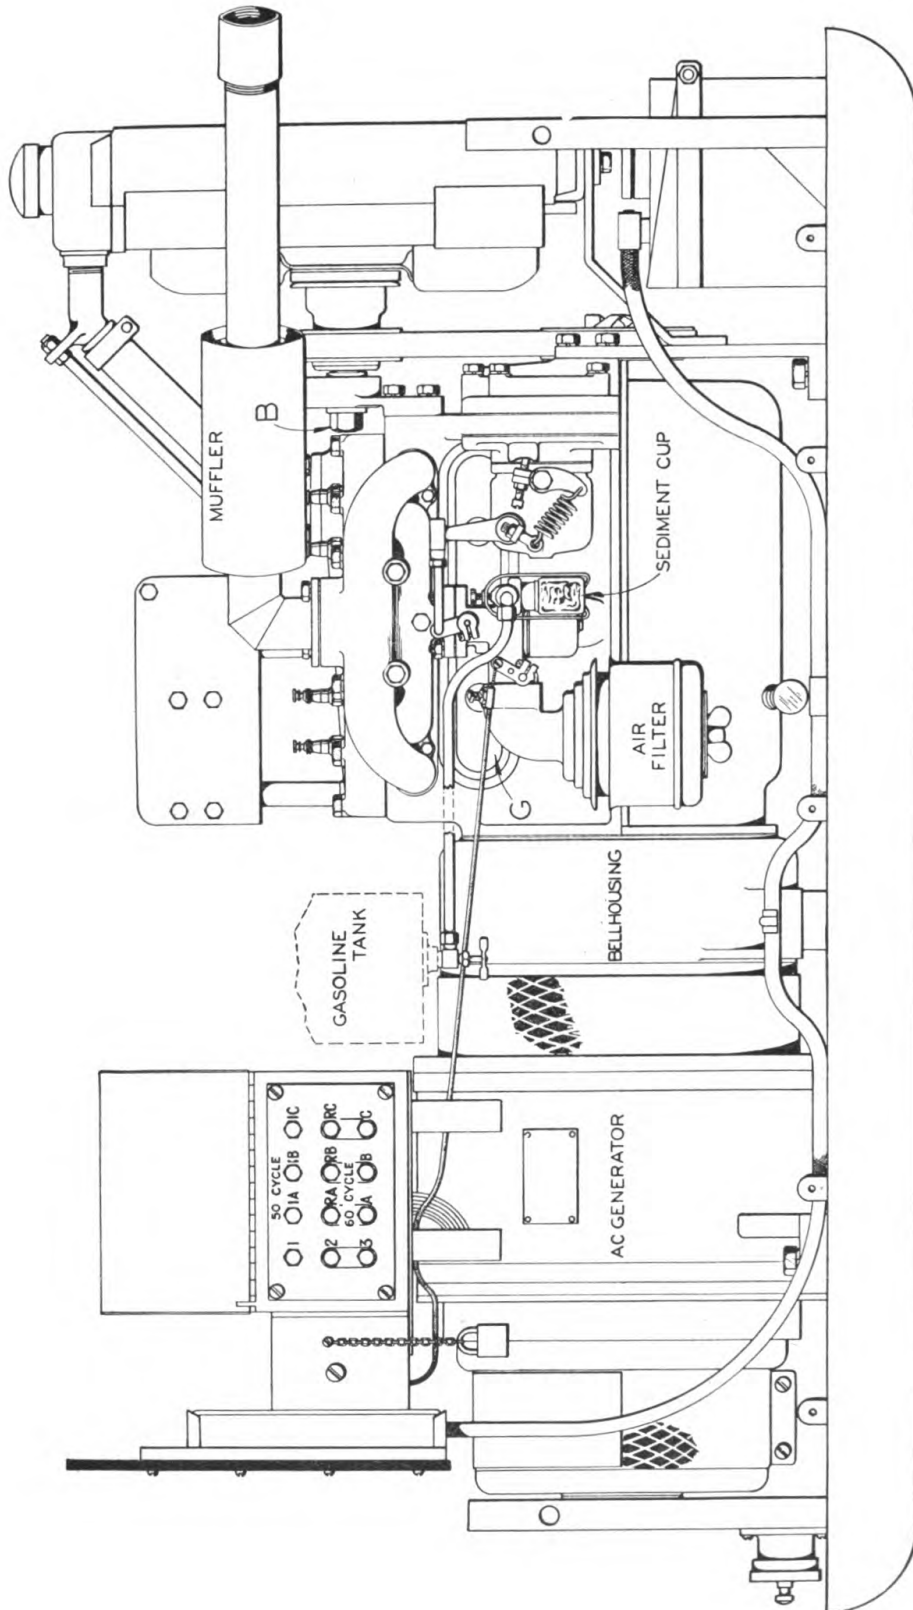 MUFFLER
B
SEDIMENT CUP
AIR
FILTER
G
BELLHOUSING
GASOLINE
TANK
50 CYCLE
1 1A 1B 1C
2 RA RB RC
60 CYCLE
3 A B C
AC GENERATOR